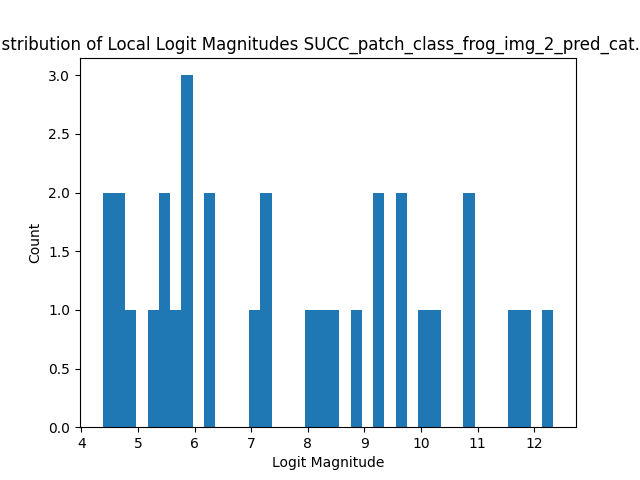 stribution of Local Logit Magnitudes SUCC_patch_class_frog_img_2_pred_cat.
3.0
2.5
2.0
1.5
1.0
0.5
0.0
Count
4 5 6 7 8 9 10 11 12
Logit Magnitude